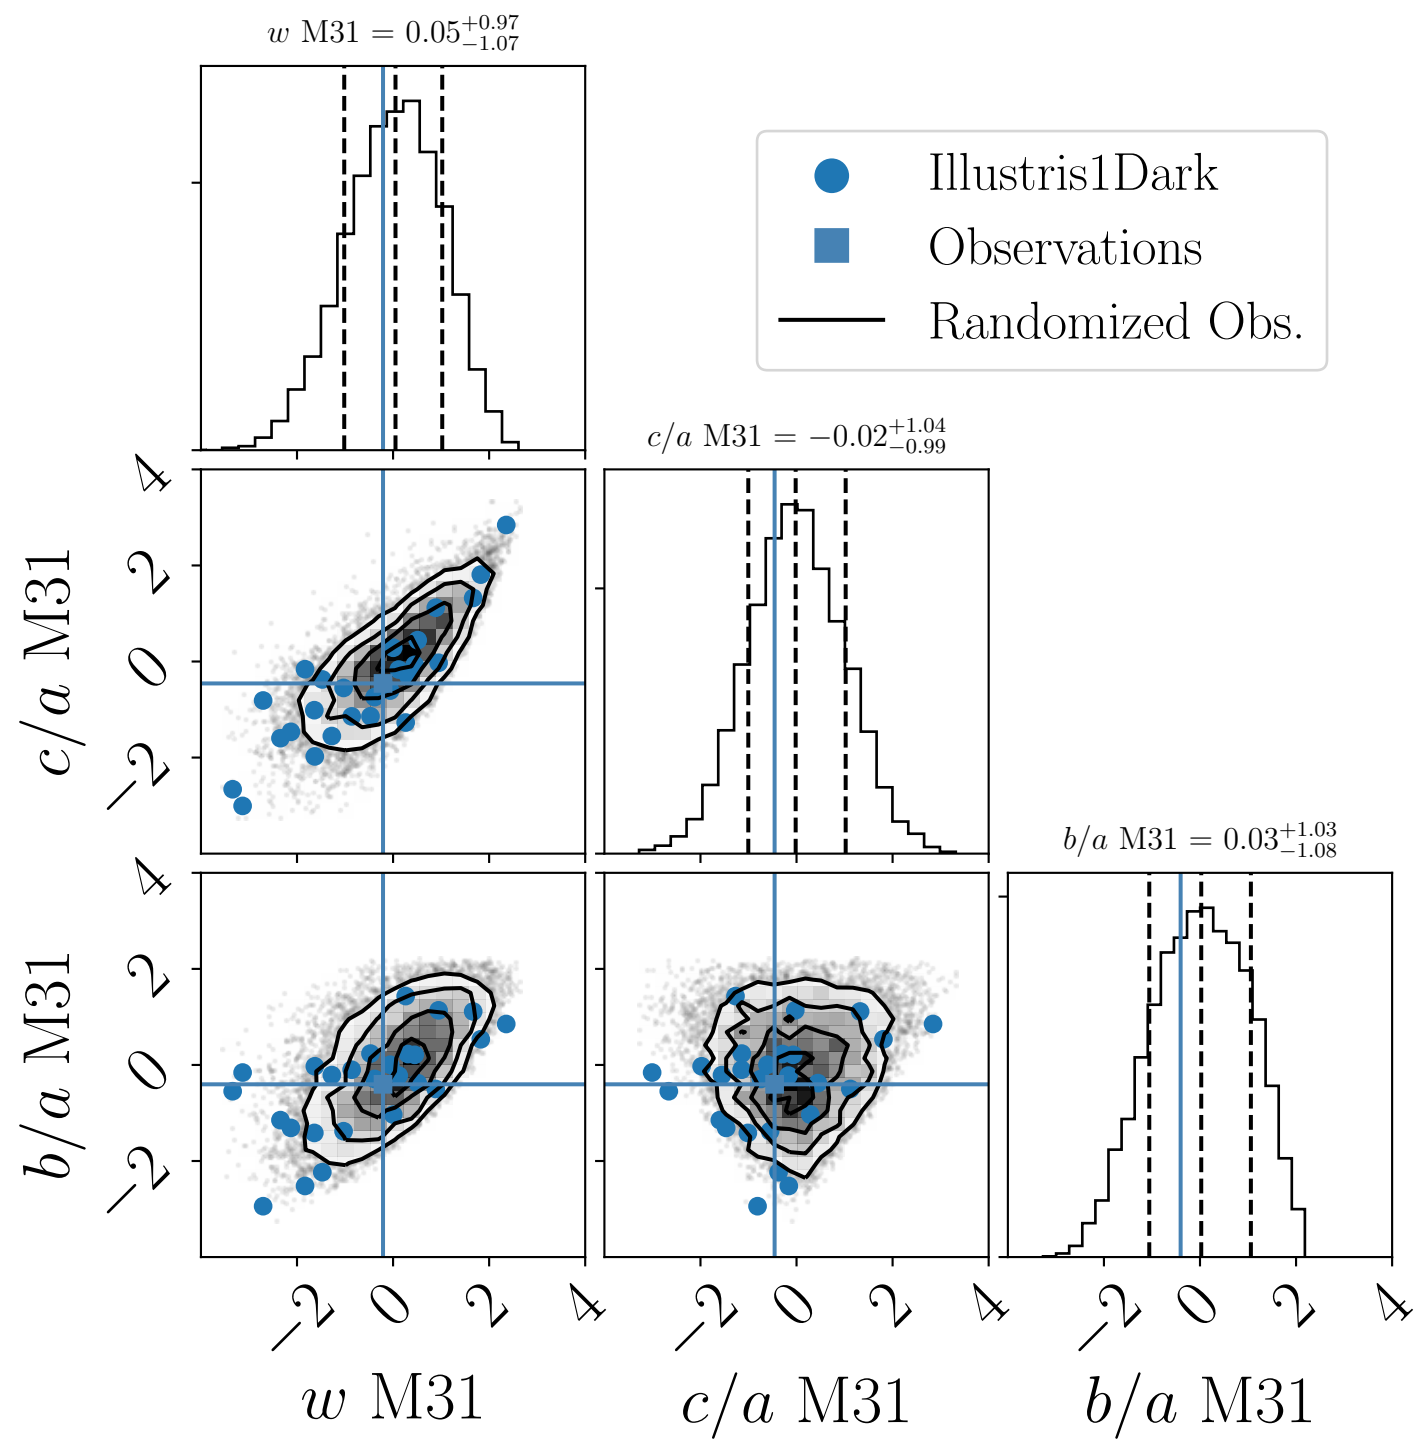 w M31 = 0.05+0.97−1.07
Illustris1Dark
Observations
Randomized Obs.
c/a M31 = −0.02+1.04−0.99
4
2
0
−2
c/a M31
b/a M31 = 0.03+1.03−1.08
4
2
0
−2
b/a M31
−2 0 2 4
−2 0 2 4
−2 0 2 4
w M31
c/a M31
b/a M31